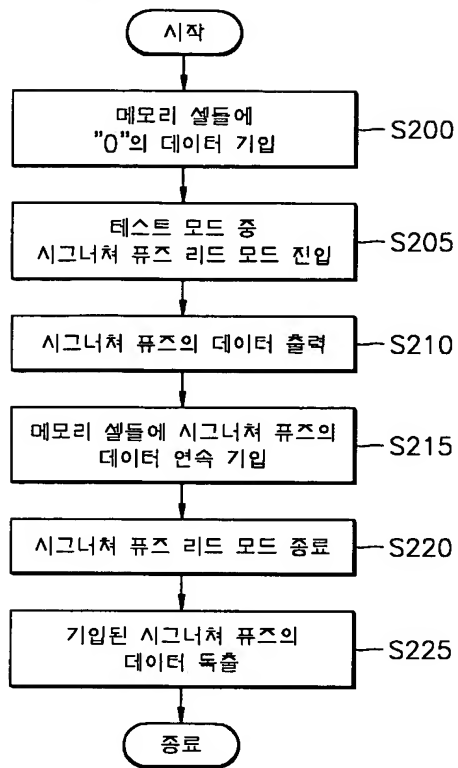 시작
메모리 셀들에
"0"의 데이터 기입
S200
테스트 모드 중
시그너쳐 퓨즈 리드 모드 진입
S205
시그너쳐 퓨즈의 데이터 출력
S210
메모리 셀들에 시그너쳐 퓨즈의
데이터 연속 기입
S215
시그너쳐 퓨즈 리드 모드 종료
S220
기입된 시그너쳐 퓨즈의
데이터 독출
S225
종료